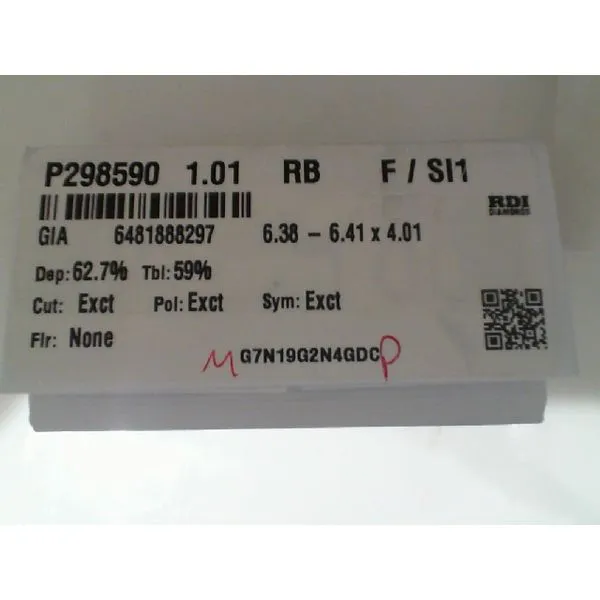 P298590 1.01 RB F / SI1
RDI
DIAMONDS
GIA 6481888297 6.38 – 6.41 x 4.01
Dep: 62.7% Tbl: 59%
Cut: Exct Pol: Exct Sym: Exct
Flr: None
M G7N19G2N4GDC P